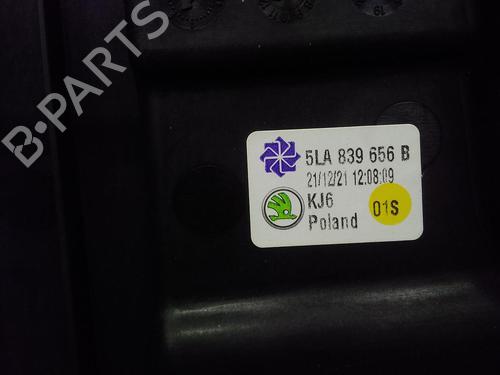 B-PARTS
5LA 839 656 B
21/12/21 12:08:09
KJ6
01S
Poland